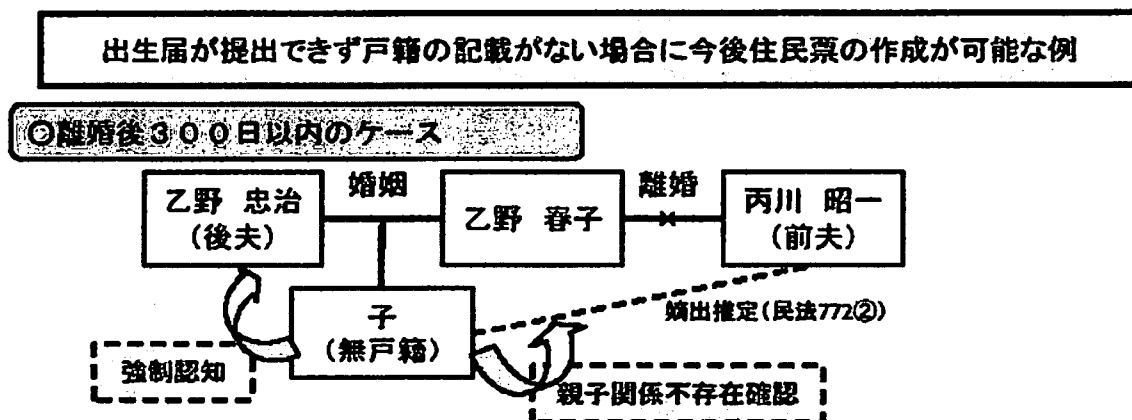 出生届が提出できず戸籍の記載がない場合に今後住民票の作成が可能な例
○離婚後300日以内のケース
乙野 忠治
(後夫)
婚姻
乙野 春子
離婚
丙川 昭一
(前夫)
嫡出推定(民法772②)
子
(無戸籍)
強制認知
親子関係不存在確認